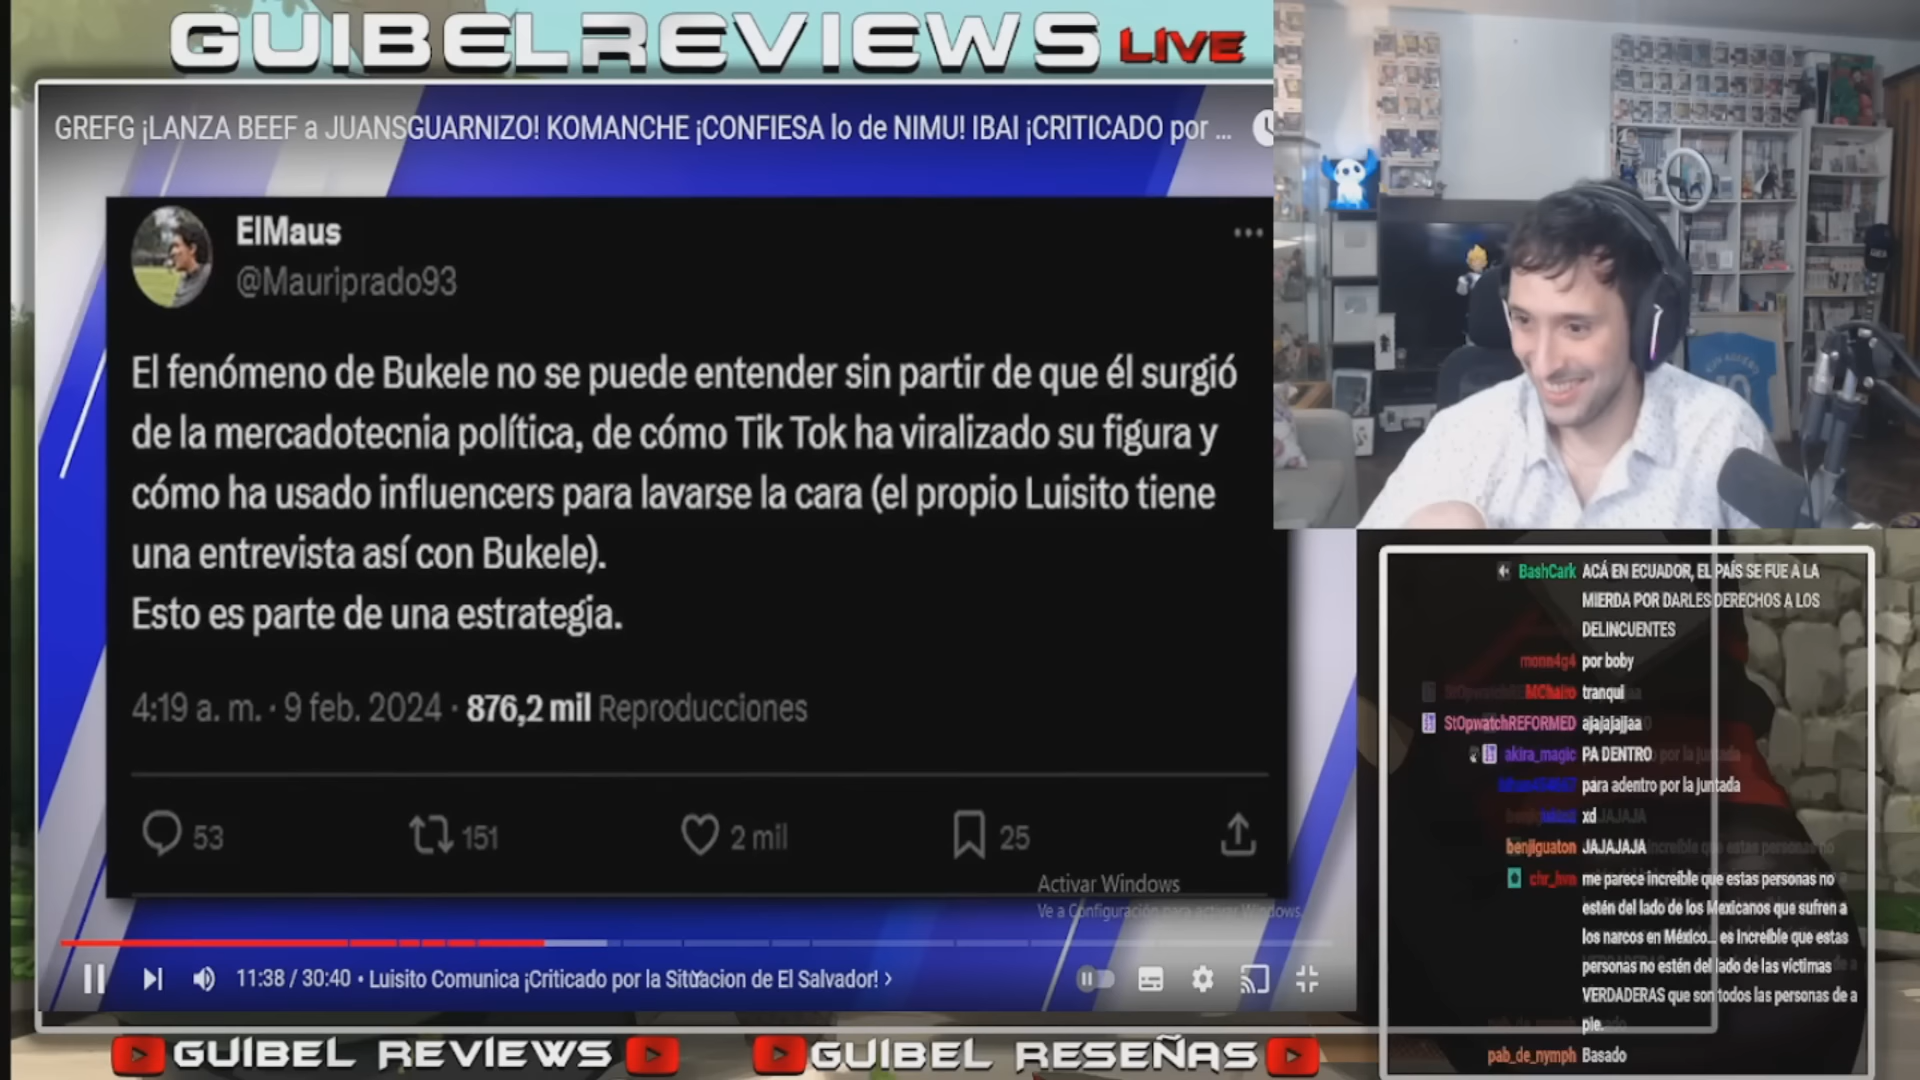 GUIBELREVIEWS LIVE
GREFG ¡LANZA BEEF a JUANSGUARNIZO! KOMANCHE ¡CONFIESA lo de NIMU! IBAI ¡CRITICADO por ...
ElMaus
@Mauriprado93
El fenómeno de Bukele no se puede entender sin partir de que él surgió
de la mercadotecnia política, de cómo Tik Tok ha viralizado su figura y
cómo ha usado influencers para lavarse la cara (el propio Luisito tiene
una entrevista así con Bukele).
Esto es parte de una estrategia.
4:19 a. m. · 9 feb. 2024 · 876,2 mil Reproducciones
53 151 2 mil 25
Activar Windows
Ve a Configuración para activar Windows.
11:38 / 30:40 • Luisito Comunica ¡Criticado por la Situacion de El Salvador! ›
BashCark ACÁ EN ECUADOR, EL PAÍS SE FUE A LA
MIERDA POR DARLES DERECHOS A LOS
DELINCUENTES
monn4g4 por boby
MChairo tranqui
StOpwatchREFORMED ajajajajjaa
akira_magic PA DENTRO
para adentro por la juntada
xd
benjiguaton JAJAJAJA
chr_hvn me parece increíble que estas personas no
estén del lado de los Mexicanos que sufren a
los narcos en México... es increíble que estas
personas no estén del lado de las víctimas
VERDADERAS que son todos las personas de a
pie.
pab_de_nymph Basado
GUIBEL REVIEWS
GUIBEL RESEÑAS